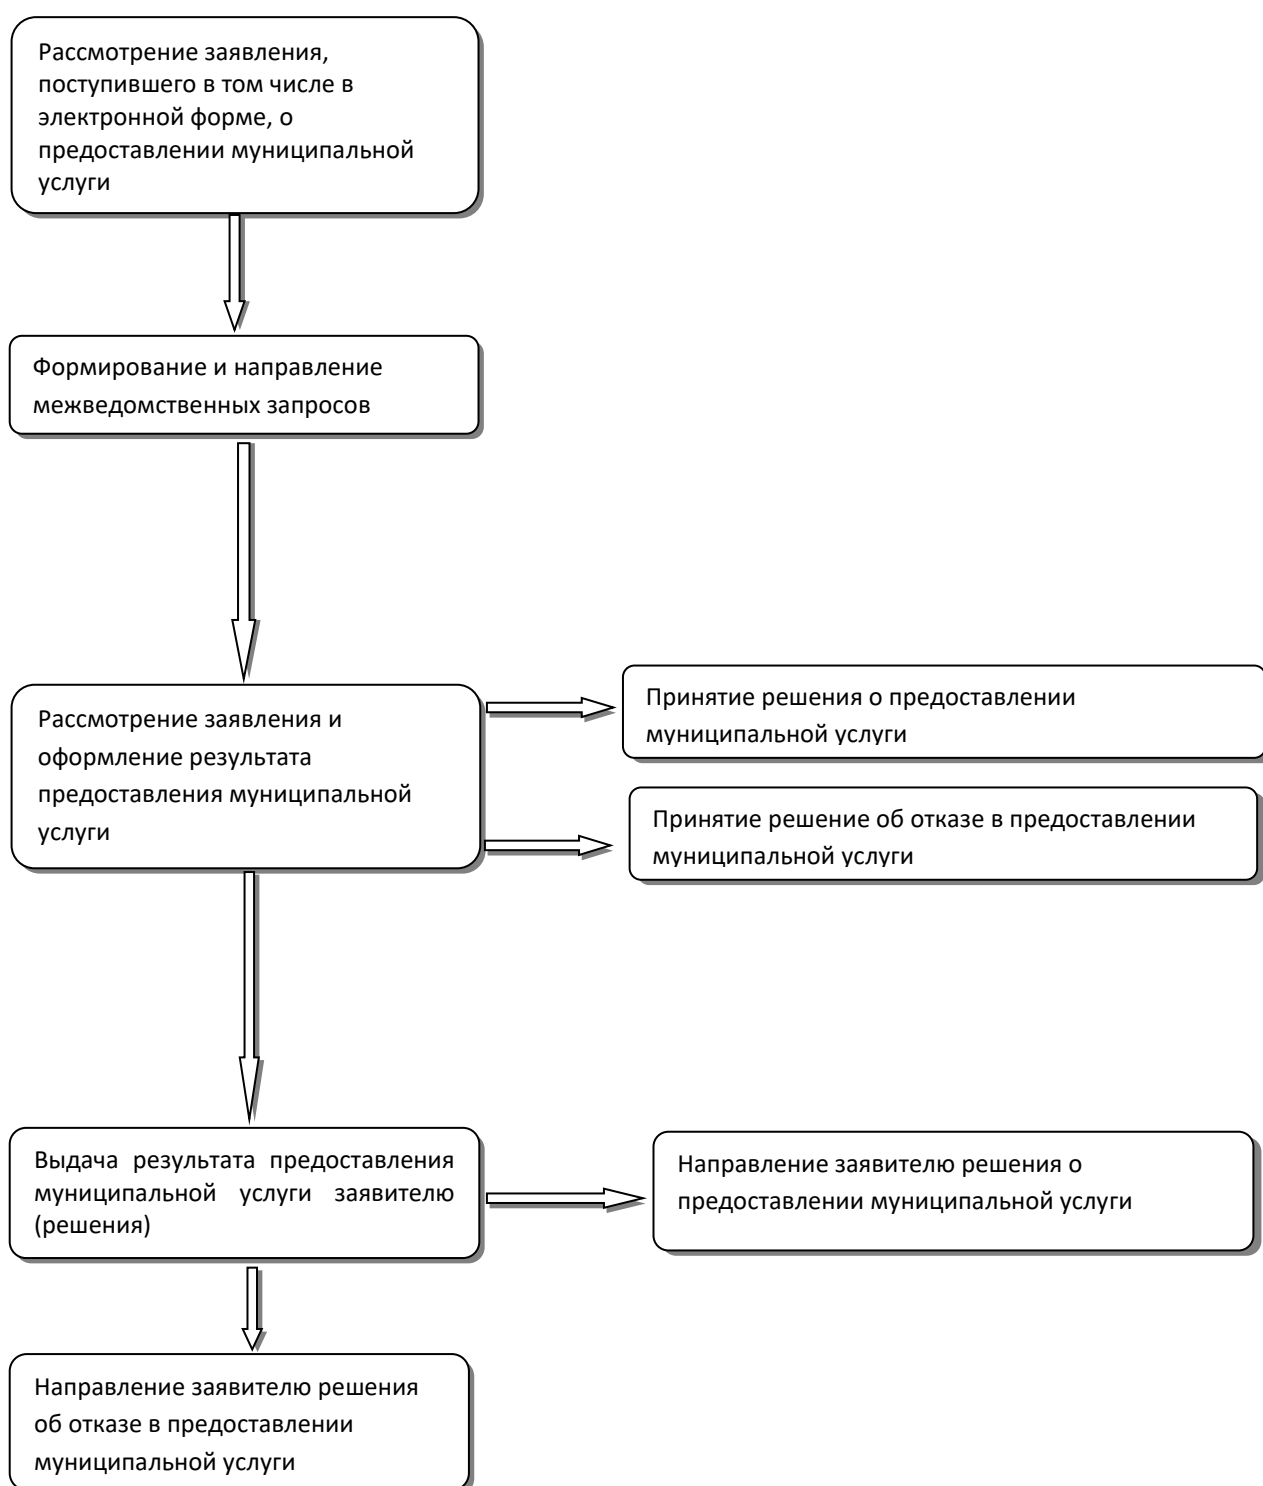 Рассмотрение заявления,
поступившего в том числе в
электронной форме, о
предоставлении муниципальной
услуги
Формирование и направление
межведомственных запросов
Рассмотрение заявления и
оформление результата
предоставления муниципальной
услуги
Принятие решения о предоставлении
муниципальной услуги
Принятие решение об отказе в предоставлении
муниципальной услуги
Выдача результата предоставления
муниципальной услуги заявителю
(решения)
Направление заявителю решения о
предоставлении муниципальной услуги
Направление заявителю решения
об отказе в предоставлении
муниципальной услуги